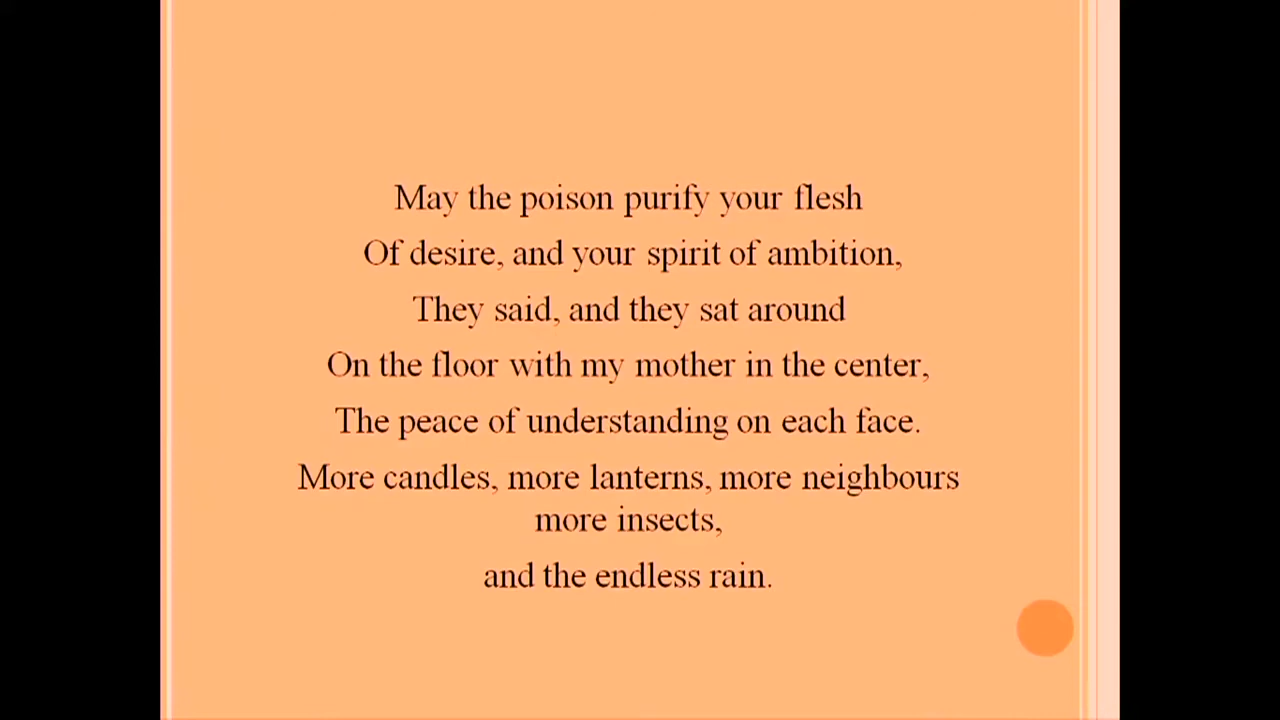 May the poison purify your flesh
Of desire, and your spirit of ambition,
They said, and they sat around
On the floor with my mother in the center,
The peace of understanding on each face.
More candles, more lanterns, more neighbours
more insects,
and the endless rain.